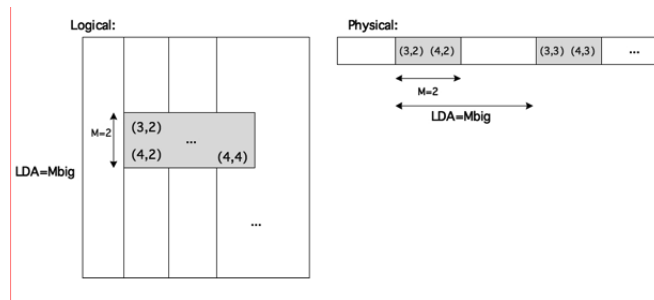 Logical:
M=2
(3,2)
...
(4,2)
(4,4)
LDA=Mbig
...
Physical:
(3,2) (4,2)
(3,3) (4,3)
...
M=2
LDA=Mbig